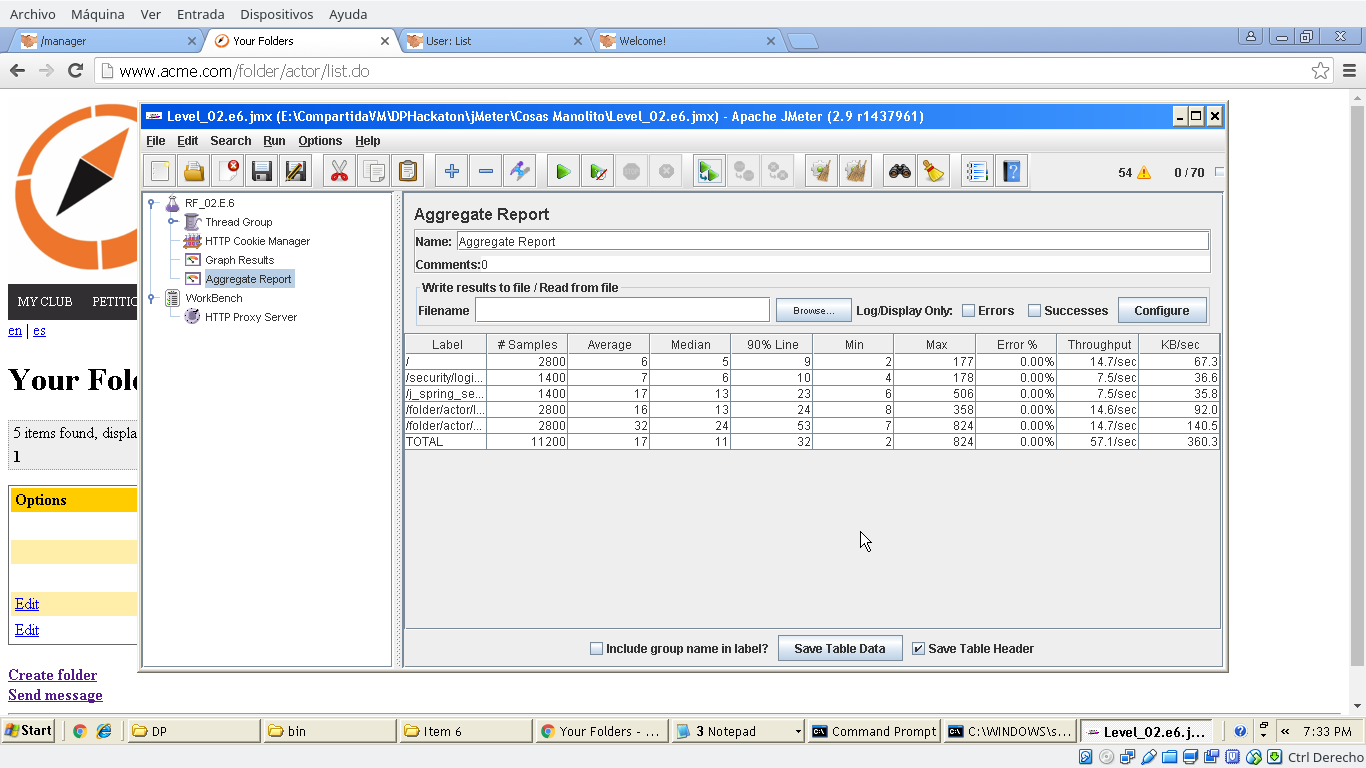 Archivo Máquina Ver Entrada Dispositivos Ayuda
/manager Your Folders User: List Welcome!
www.acme.com/folder/actor/list.do
Level_02.e6.jmx (E:\CompartidaVM\DPHackaton\jMeter\Cosas Manolito\Level_02.e6.jmx) - Apache JMeter (2.9 r1437961)
File Edit Search Run Options Help
54 0 / 70
RF_02.E.6
Thread Group
HTTP Cookie Manager
Graph Results
Aggregate Report
WorkBench
HTTP Proxy Server
Aggregate Report
Name: Aggregate Report
Comments: 0
Write results to file / Read from file
Filename Browse... Log/Display Only: Errors Successes Configure
Label # Samples Average Median 90% Line Min Max Error % Throughput KB/sec
/ 2800 6 5 9 2 177 0.00% 14.7/sec 67.3
/security/logi... 1400 7 6 10 4 178 0.00% 7.5/sec 36.6
/j_spring_se... 1400 17 13 23 6 506 0.00% 7.5/sec 35.8
/folder/actor/l... 2800 16 13 24 8 358 0.00% 14.6/sec 92.0
/folder/actor/... 2800 32 24 53 7 824 0.00% 14.7/sec 140.5
TOTAL 11200 17 11 32 2 824 0.00% 57.1/sec 360.3
Include group name in label? Save Table Data Save Table Header
MY CLUB PETITIC
en | es
Your Fol
5 items found, displa
1
Options
Edit
Edit
Create folder
Send message
Start DP bin Item 6 Your Folders - ... 3 Notepad Command Prompt C:\WINDOWS\s... Level_02.e6.j... 7:33 PM
Ctrl Derecho